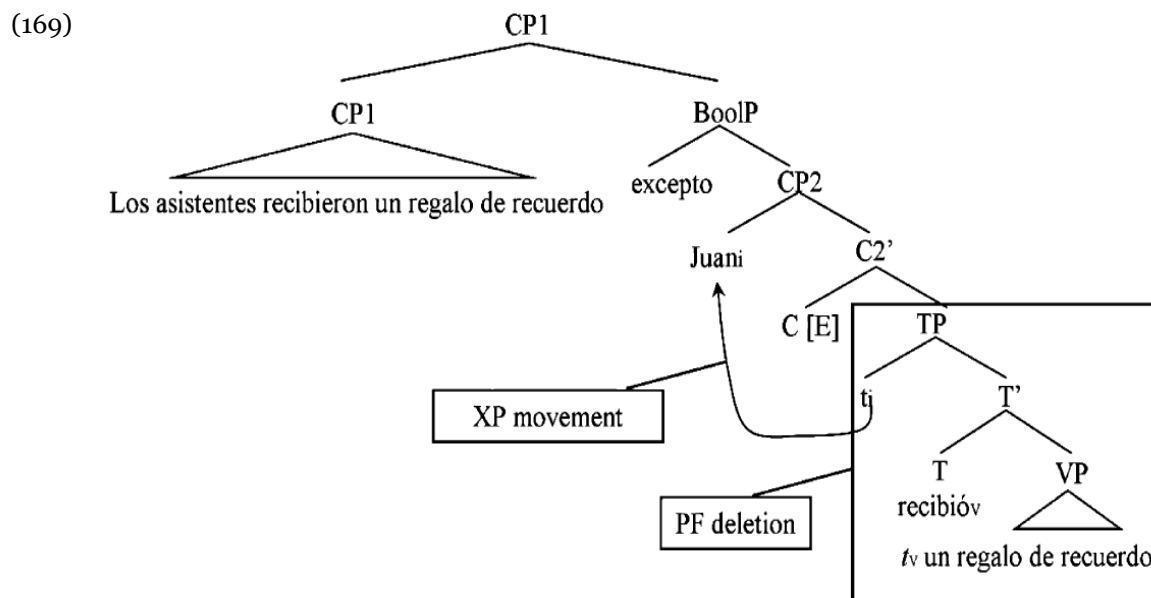 (169)
CP1
CP1 BoolP
excepto CP2
Los asistentes recibieron un regalo de recuerdo
Juani C2’
C [E] TP
XP movement ti T’
T VP
PF deletion recibióv
tv un regalo de recuerdo